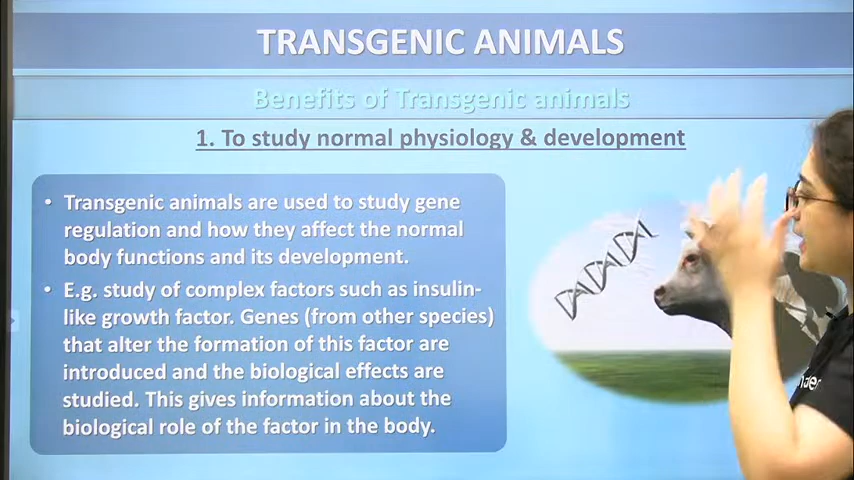 TRANSGENIC ANIMALS
Benefits of Transgenic animals
1. To study normal physiology & development
• Transgenic animals are used to study gene
regulation and how they affect the normal
body functions and its development.
• E.g. study of complex factors such as insulin-
like growth factor. Genes (from other species)
that alter the formation of this factor are
introduced and the biological effects are
studied. This gives information about the
biological role of the factor in the body.